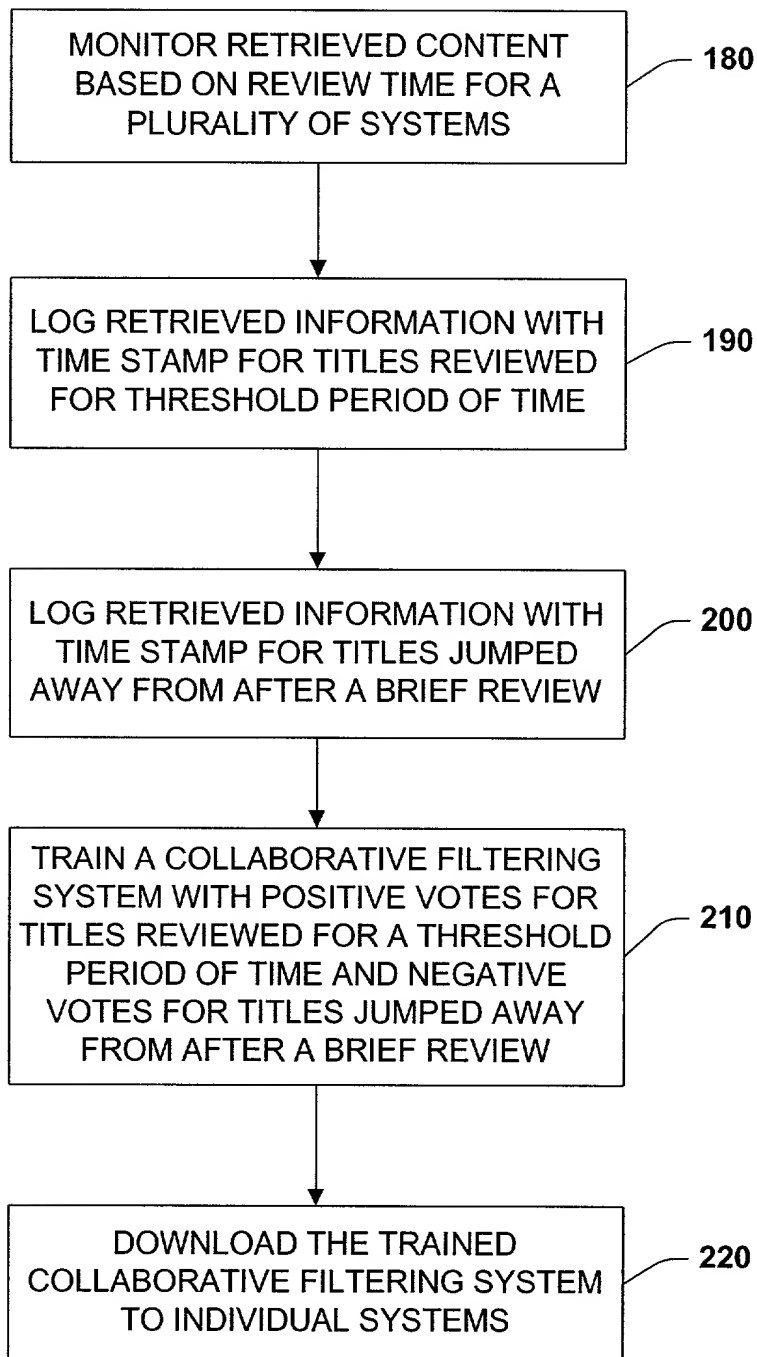 MONITOR RETRIEVED CONTENT
BASED ON REVIEW TIME FOR A
PLURALITY OF SYSTEMS
180
LOG RETRIEVED INFORMATION WITH
TIME STAMP FOR TITLES REVIEWED
FOR THRESHOLD PERIOD OF TIME
190
LOG RETRIEVED INFORMATION WITH
TIME STAMP FOR TITLES JUMPED
AWAY FROM AFTER A BRIEF REVIEW
200
TRAIN A COLLABORATIVE FILTERING
SYSTEM WITH POSITIVE VOTES FOR
TITLES REVIEWED FOR A THRESHOLD
PERIOD OF TIME AND NEGATIVE
VOTES FOR TITLES JUMPED AWAY
FROM AFTER A BRIEF REVIEW
210
DOWNLOAD THE TRAINED
COLLABORATIVE FILTERING SYSTEM
TO INDIVIDUAL SYSTEMS
220